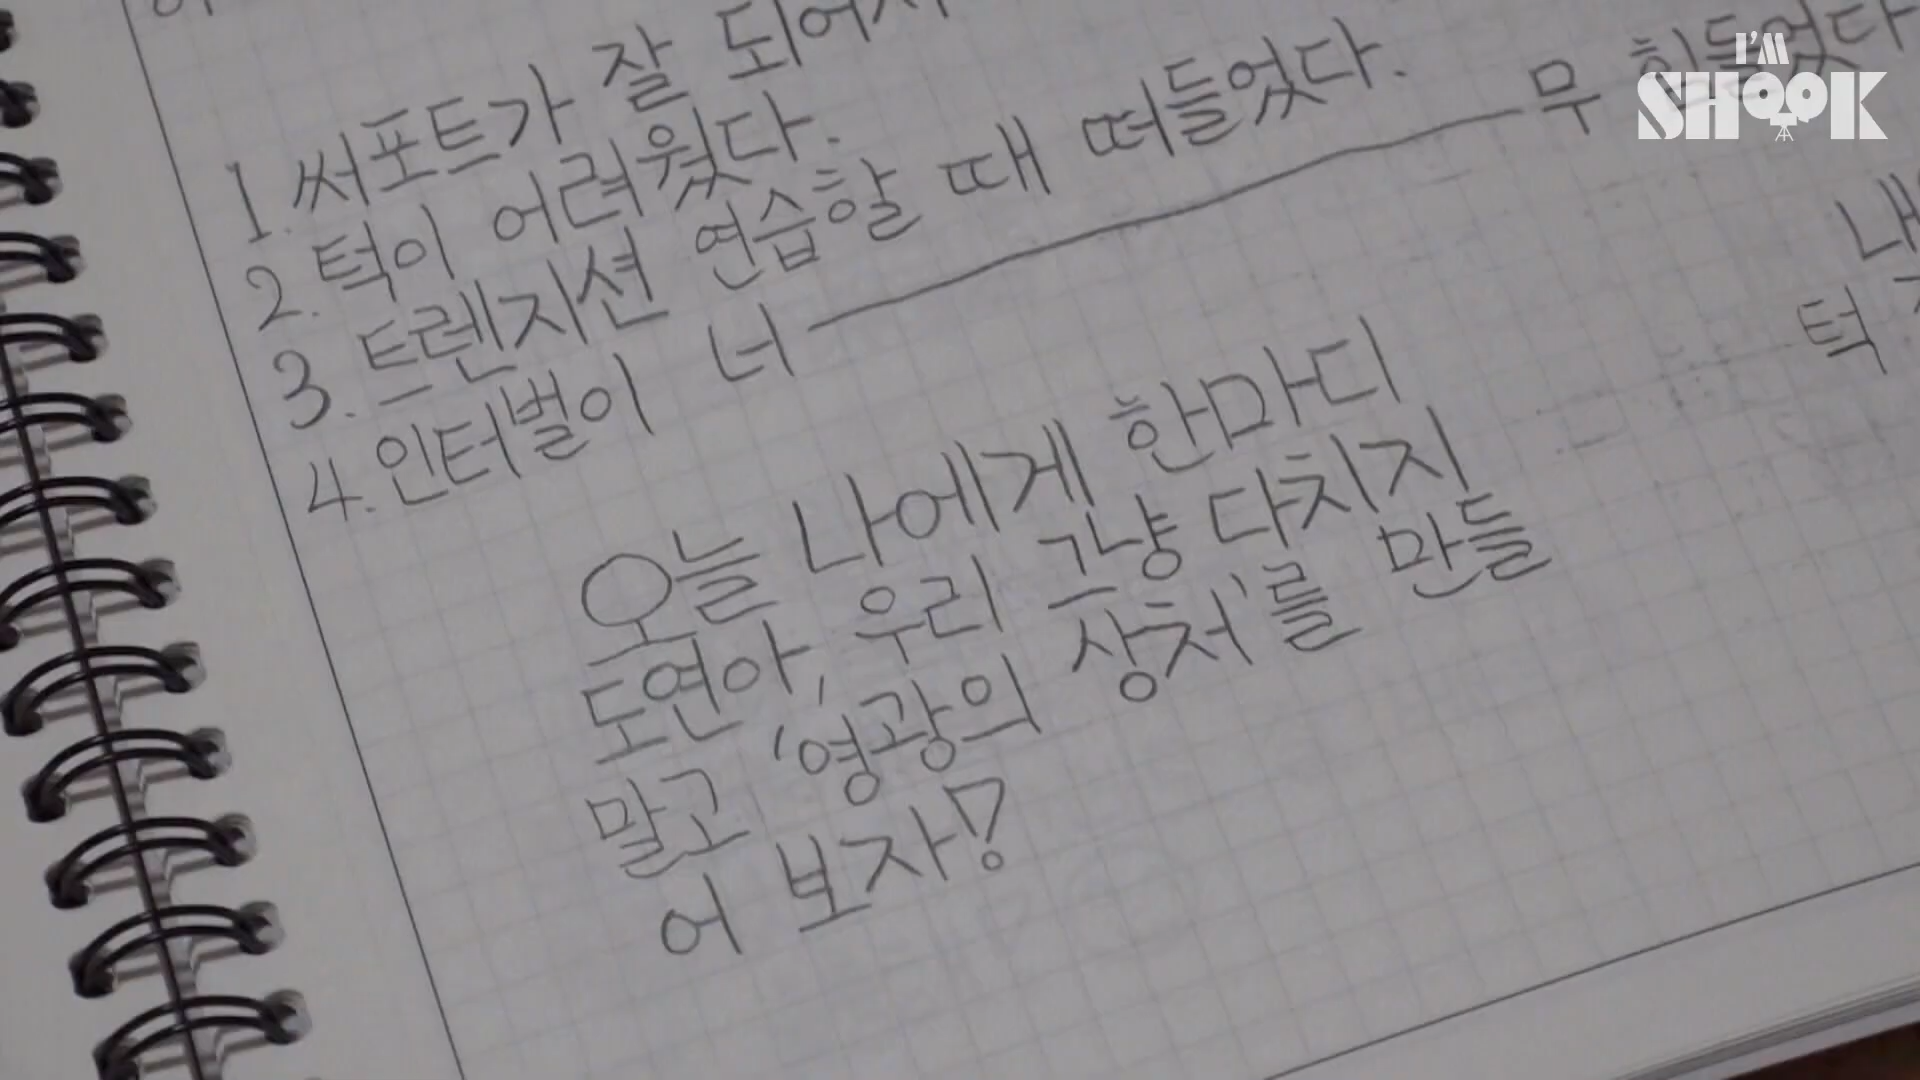 1. 써포트가 잘 되어서
2. 턱이 어려웠다.
3. 트렌지션 연습할 때 떠들었다.
4. 인터벌이 너――무 힘들었다
오늘 나에게 한마디
도연아, 우리 그냥 다치지
말고 '영광의 상처'를 만들
어 보자!
턱
I'M
SHOOK